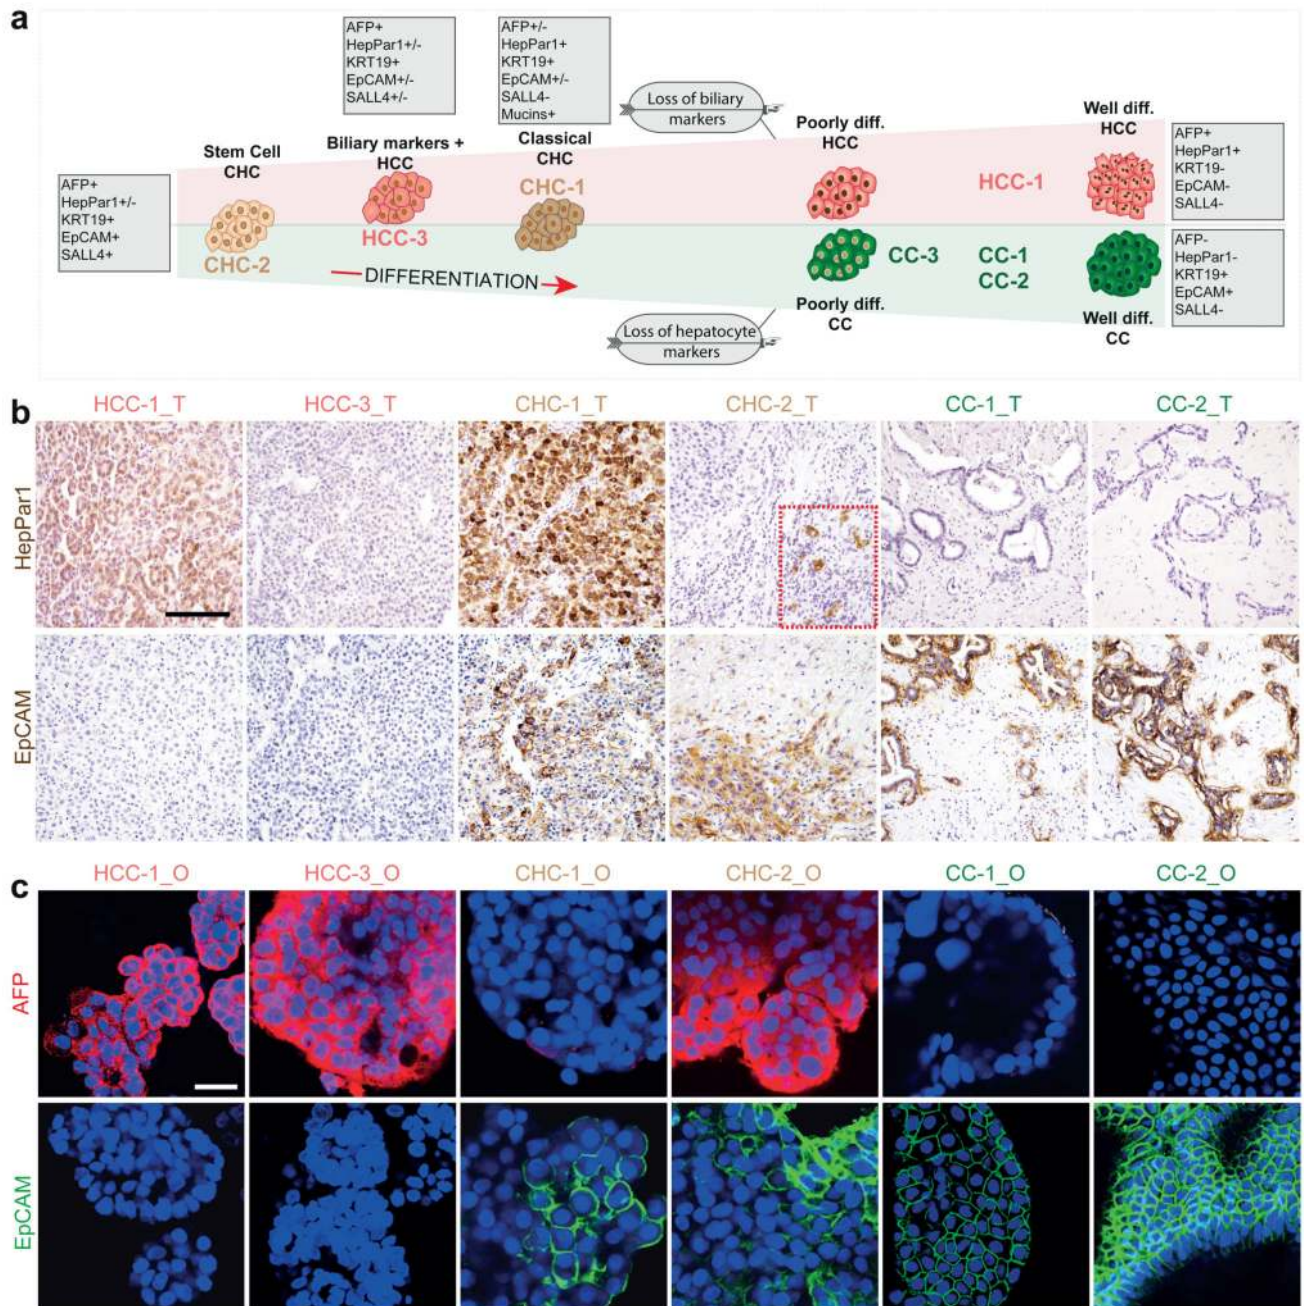 a
AFP+
HepPar1+/-
KRT19+
EpCAM+/-
SALL4+/-
AFP+/-
HepPar1+
KRT19+
EpCAM+/-
SALL4-
Mucins+
Loss of biliary
markers
Stem Cell
CHC
Biliary markers +
HCC
Classical
CHC
Poorly diff.
HCC
Well diff.
HCC
AFP+
HepPar1+/-
KRT19+
EpCAM+
SALL4+
CHC-2
HCC-3
CHC-1
HCC-1
AFP+
HepPar1+
KRT19-
EpCAM-
SALL4-
DIFFERENTIATION
CC-3
CC-1
CC-2
AFP-
HepPar1-
KRT19+
EpCAM+
SALL4-
Loss of hepatocyte
markers
Poorly diff.
CC
Well diff.
CC
b
HCC-1_T HCC-3_T CHC-1_T CHC-2_T CC-1_T CC-2_T
HepPar1
EpCAM
c
HCC-1_O HCC-3_O CHC-1_O CHC-2_O CC-1_O CC-2_O
AFP
EpCAM